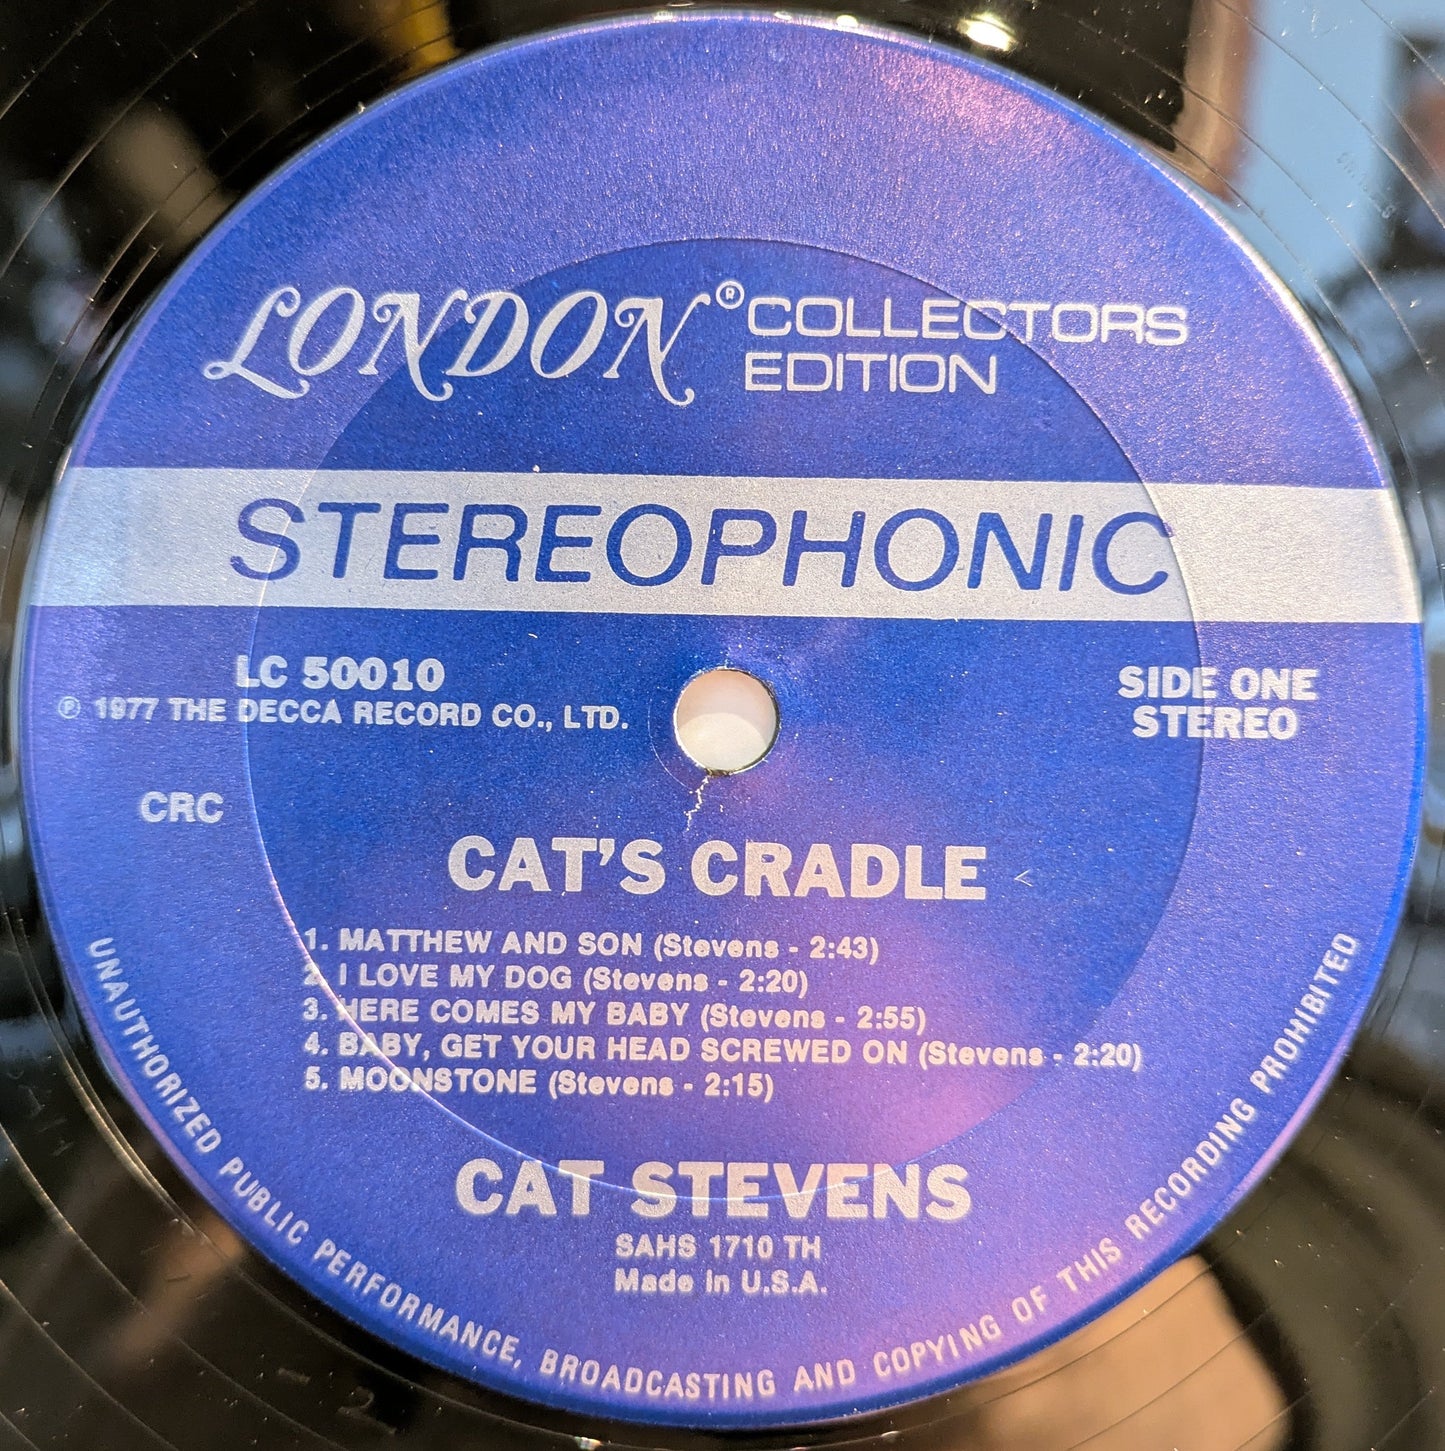 LONDON® COLLECTORS
EDITION
STEREOPHONIC
LC 50010
℗ 1977 THE DECCA RECORD CO., LTD.
SIDE ONE
STEREO
CRC
CAT'S CRADLE
1. MATTHEW AND SON (Stevens - 2:43)
2. I LOVE MY DOG (Stevens - 2:20)
3. HERE COMES MY BABY (Stevens - 2:55)
4. BABY, GET YOUR HEAD SCREWED ON (Stevens - 2:20)
5. MOONSTONE (Stevens - 2:15)
CAT STEVENS
SAHS 1710 TH
Made in U.S.A.
UNAUTHORIZED PUBLIC PERFORMANCE, BROADCASTING AND COPYING OF THIS RECORDING PROHIBITED